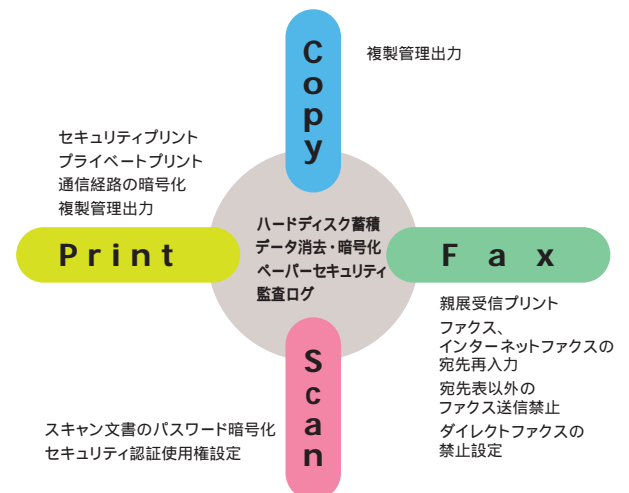 Copy
複製管理出力
セキュリティプリント
プライベートプリント
通信経路の暗号化
複製管理出力
Print
ハードディスク蓄積
データ消去・暗号化
ペーパーセキュリティ
監査ログ
Fax
親展受信プリント
ファクス、
インターネットファクスの
宛先再入力
宛先表以外の
ファクス送信禁止
ダイレクトファクスの
禁止設定
Scan
スキャン文書のパスワード暗号化
セキュリティ認証使用権設定